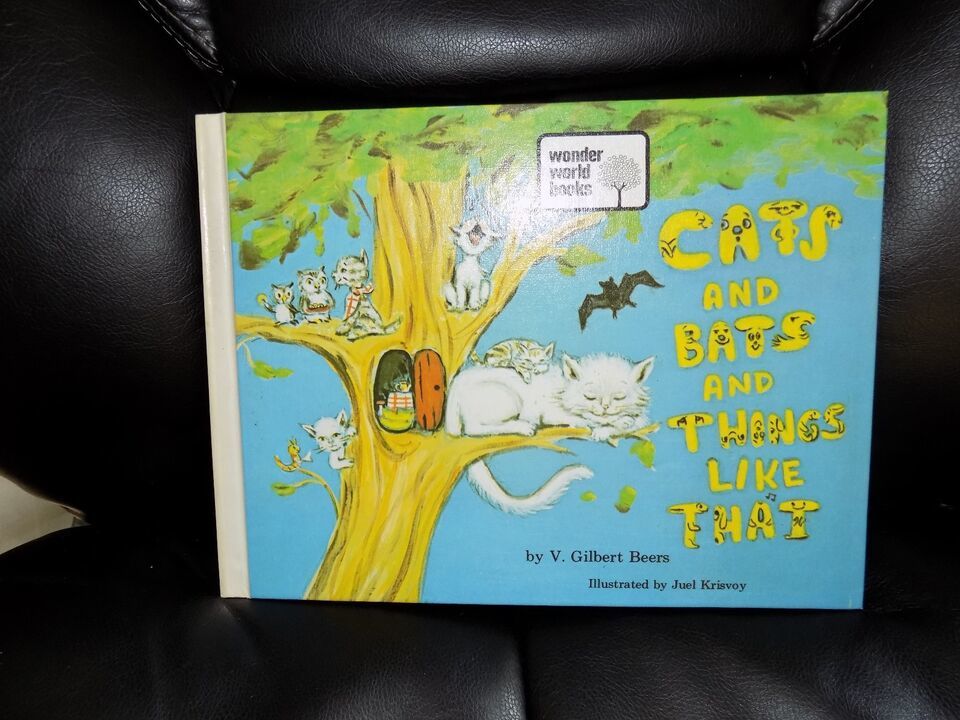 wonder
world
books
CATS
AND
BATS
AND
THINGS
LIKE
THAT
by V. Gilbert Beers
Illustrated by Juel Krisvoy